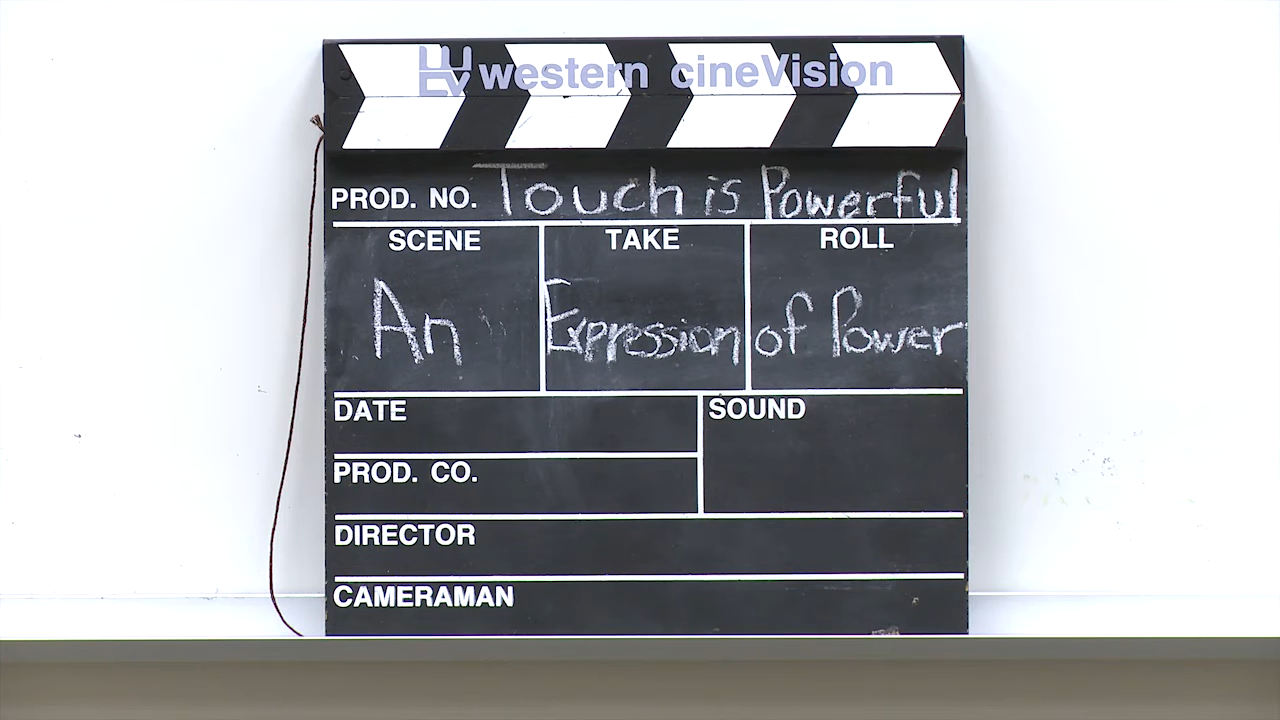 western cineVision
PROD. NO. Touch is Powerful
SCENE TAKE ROLL
An Expression of Power
DATE SOUND
PROD. CO.
DIRECTOR
CAMERAMAN